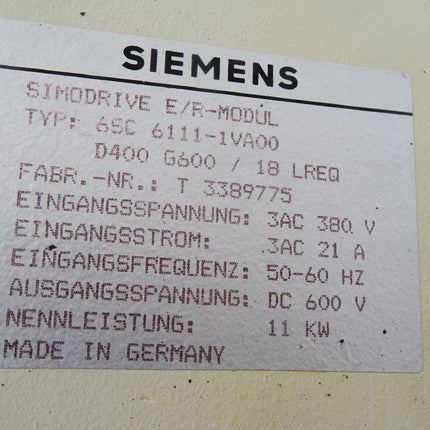 SIEMENS
SIMODRIVE E/R-MODUL
TYP: 6SC 6111-1VA00
D400 G600 / 18 LREQ
FABR.-NR.: T 3389775
EINGANGSSPANNUNG: 3AC 380 V
EINGANGSSTROM: 3AC 21 A
EINGANGSFREQUENZ: 50-60 HZ
AUSGANGSSPANNUNG: DC 600 V
NENNLEISTUNG: 11 KW
MADE IN GERMANY